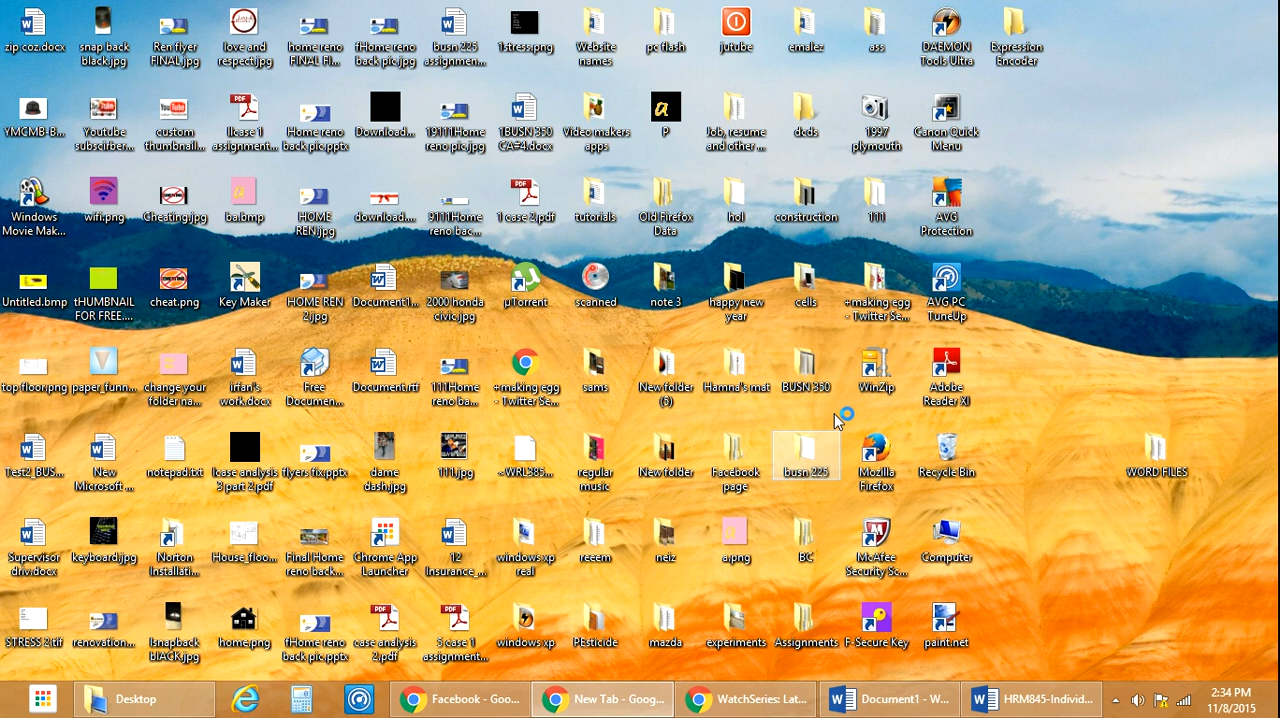 zip coz.docx
snap back black.jpg
Ren flyer FINAL.jpg
love and respect.jpg
home reno FINAL FI...
fHome reno back pic.jpg
busn 225 assignmen...
1stress.png
Website names
pc flash
jutube
emalez
ass
DAEMON Tools Ultra
Expression Encoder
YMCMB-B...
Youtube subscirber...
custom thumbnail...
1Icase 1 assignment...
Home reno back pic.pptx
Download...
19111Home reno pic.jpg
1BUSN 350 CA#4.docx
Video makers apps
P
Job, resume and other ...
dcds
1997 plymouth
Canon Quick Menu
Windows Movie Mak...
wifi.png
Cheating.jpg
balbmp
HOME REN.jpg
download....
9111Home reno bac...
1 case 2.pdf
tutorials
Old Firefox Data
hol
construction
111
AVG Protection
Untitled.bmp
tHUMBNAIL FOR FREE....
cheat.png
Key Maker
HOME REN 2.jpg
Document1...
2000 honda civic.jpg
µTorrent
scanned
note 3
happy new year
cells
+making egg - Twitter Se...
AVG PC TuneUp
top floor.png
paper_funn...
change your folder na...
irfan's work.docx
Free Documen...
Document.rtf
111Home reno ba...
+making egg - Twitter Se...
sams
New folder (6)
Hamna's mat
BUSN 350
WinZip
Adobe Reader XI
Test2_BUS...
New Microsoft ...
notepad.txt
1case analysis 3 part 2.pdf
flyers fix.pptx
dame dash.jpg
111.jpg
~WRL385...
regular music
New folder
Facebook page
busn 225
Mozilla Firefox
Recycle Bin
WORD FILES
Supervisor driv.docx
keyboard.jpg
Norton Installati...
House_floo...
Final Home reno back...
Chrome App Launcher
12 Insurance_...
windows xp real
reeem
neiz
a.png
BC
McAfee Security Sc...
Computer
STRESS 2.tif
renovation...
1snapback BlACK.jpg
home.png
fHome reno back pic.pptx
case analysis 2.pdf
5 case 1 assignment...
windows xp
PEsticide
mazda
experiments
Assignments
F-Secure Key
paint.net
Desktop
Facebook - Goo...
New Tab - Goog...
WatchSeries: Lat...
Document1 - W...
HRM845-Individ...
2:34 PM
11/8/2015